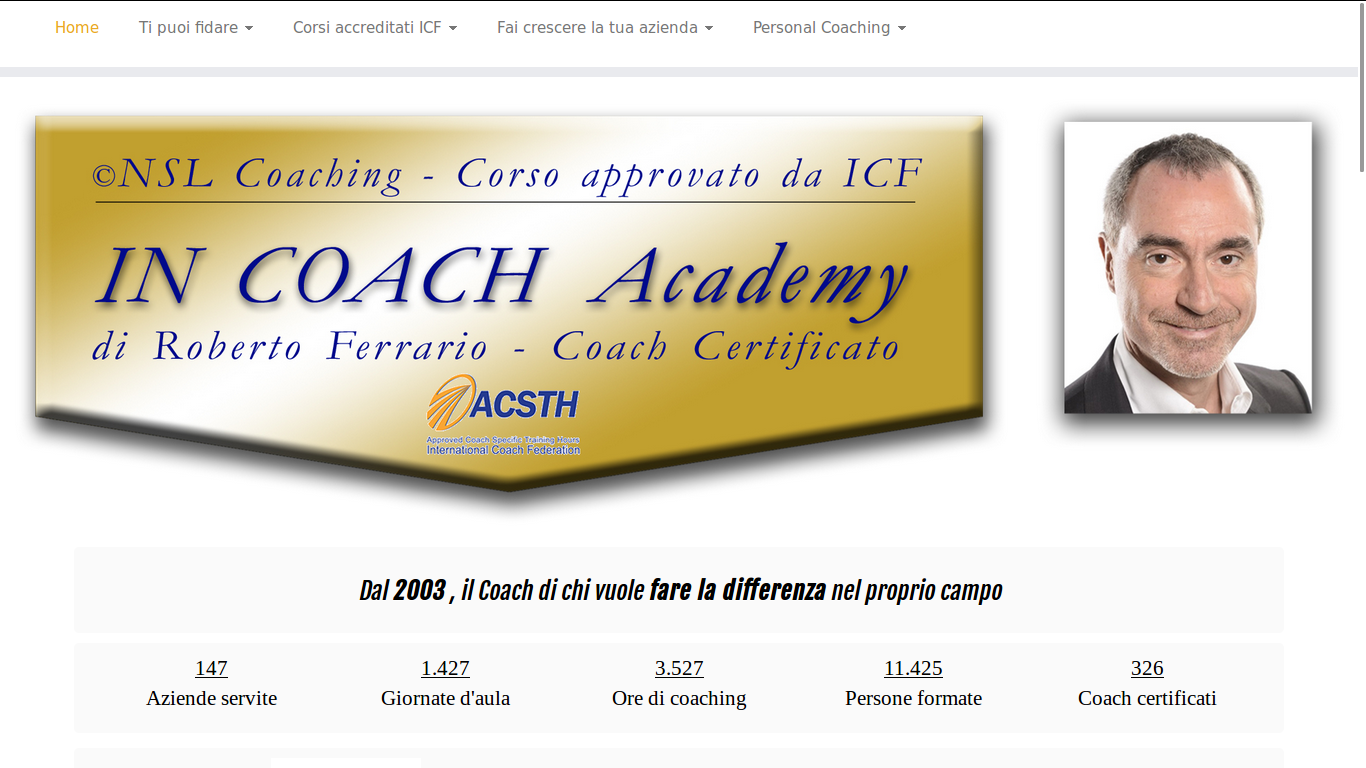 Home
Ti puoi fidare
Corsi accreditati ICF
Fai crescere la tua azienda
Personal Coaching
©NSL Coaching - Corso approvato da ICF
IN COACH Academy
di Roberto Ferrario - Coach Certificato
ACSTH
Approved Coach Specific Training Hours
International Coach Federation
Dal 2003 , il Coach di chi vuole fare la differenza nel proprio campo
147
Aziende servite
1.427
Giornate d'aula
3.527
Ore di coaching
11.425
Persone formate
326
Coach certificati